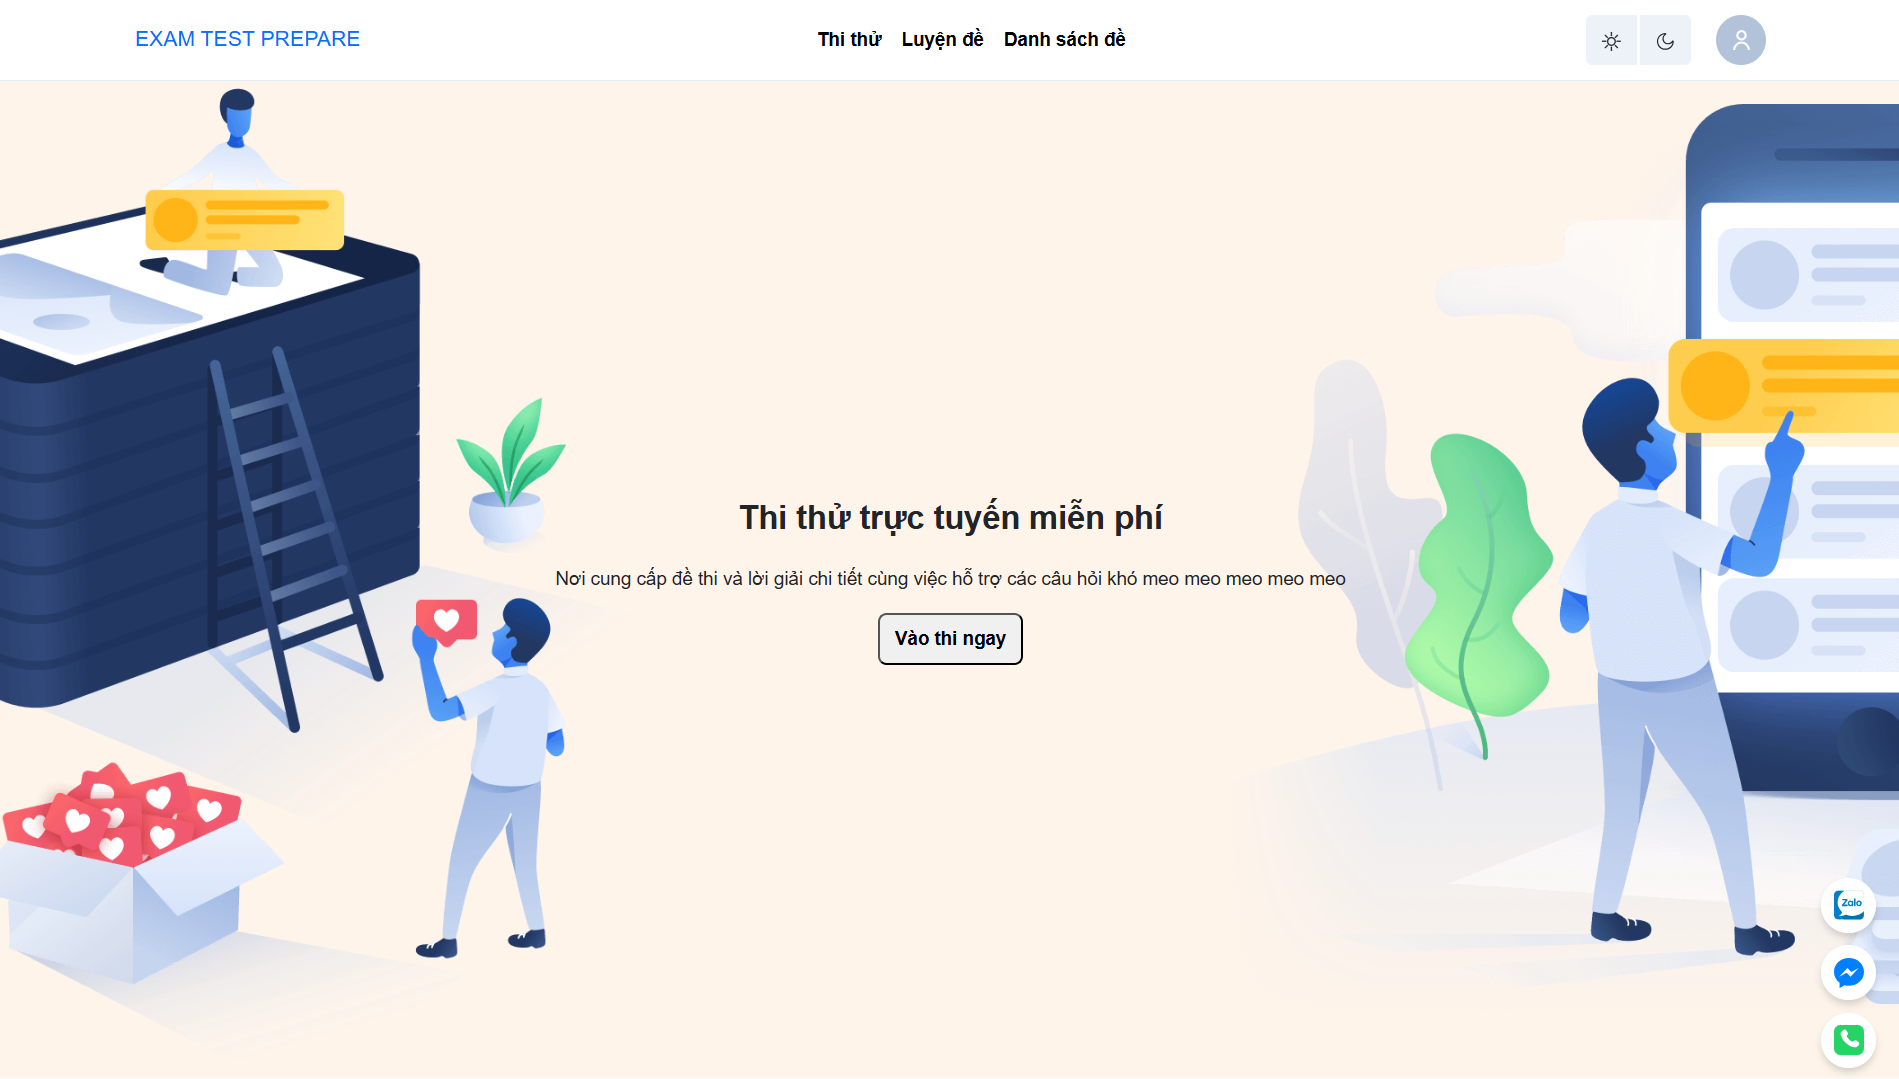 EXAM TEST PREPARE
Thi thử Luyện đề Danh sách đề
Thi thử trực tuyến miễn phí
Nơi cung cấp đề thi và lời giải chi tiết cùng việc hỗ trợ các câu hỏi khó meo meo meo meo meo
Vào thi ngay
Zalo